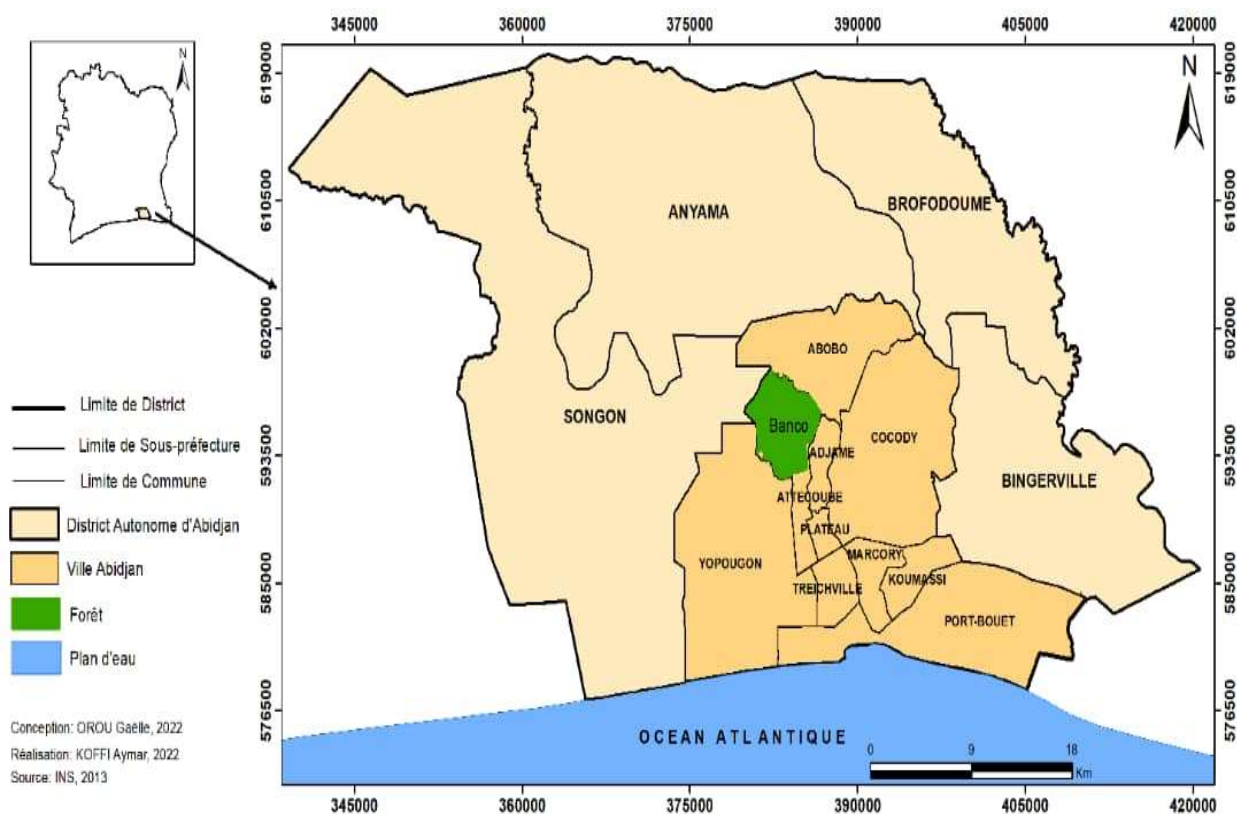 345000 360000 375000 390000 405000 420000
N
N
619000 619000
610500 610500
602000 602000
593500 593500
585000 585000
576500 576500
ANYAMA
BROFODOUME
ABOBO
SONGON
Banco
COCODY
ADJAME
BINGERVILLE
ATTECOUBE
PLATEAU
YOPOUGON
MARCORY
KOUMASSI
TREICHVILLE
PORT-BOUET
OCEAN ATLANTIQUE
0 9 18
Km
Limite de District
Limite de Sous-préfecture
Limite de Commune
District Autonome d'Abidjan
Ville Abidjan
Forêt
Plan d'eau
Conception: OROU Gaëlle, 2022
Réalisation: KOFFI Aymar, 2022
Source: INS, 2013
345000 360000 375000 390000 405000 420000